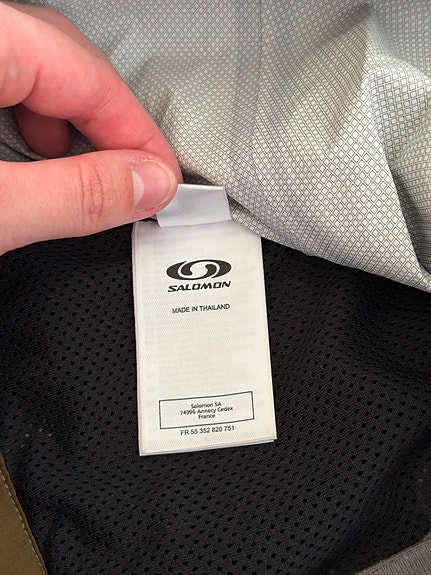 SALOMON
MADE IN THAILAND
Salomon SA
74996 Annecy Cedex
France
FR 55 352 820 751